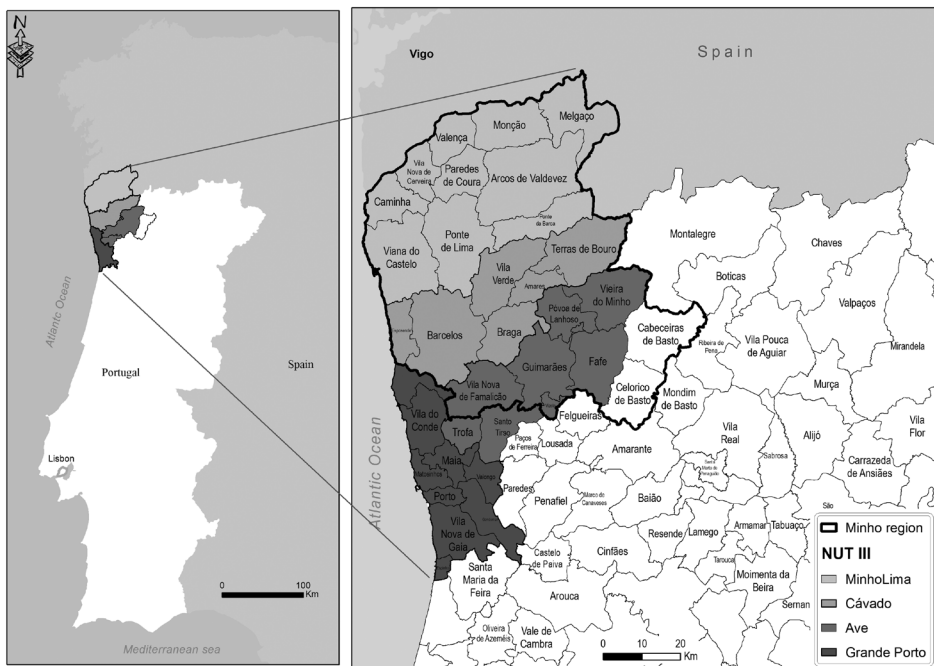 N
Atlantc Ocean
Portugal
Spain
Lisbon
0
100
Km
Mediterranean sea
Vigo
Spain
Melgaço
Monção
Valença
Vila
Nova de
Cerveira
Paredes
de Coura
Arcos de Valdevez
Caminha
Ponte
da Barca
Viana do
Castelo
Ponte
de Lima
Terras de Bouro
Montalegre
Chaves
Vila
Verde
Amares
Vieira
do Minho
Boticas
Valpaços
Póvoa de
Lanhoso
Barcelos
Braga
Cabeceiras
de Basto
Ribeira de
Pena
Vila Pouca
de Aguiar
Mirandela
Guimarães
Fafe
Vila Nova
de Famalicão
Celorico
de Basto
Mondim
de Basto
Murça
Vila do
Conde
Trofa
Santo
Tirso
Felgueiras
Paços
de Ferreira
Lousada
Amarante
Vila
Real
Alijó
Vila
Flor
Sabrosa
Carrazeda
de Ansiães
Maia
Atlantic Ocean
Porto
Paredes
Penafiel
Marco de
Canaveses
Baião
São
Vila
Nova de
Gaia
Resende
Lamego
Armamar
Tabuaço
Castelo
de Paiva
Cinfães
Tarouca
Moimenta da
Beira
Santa
Maria da
Feira
Arouca
Sernan
Oliveira
de Azeméis
Vale de
Cambra
0
10
20
Km
Minho region
NUT III
MinhoLima
Cávado
Ave
Grande Porto